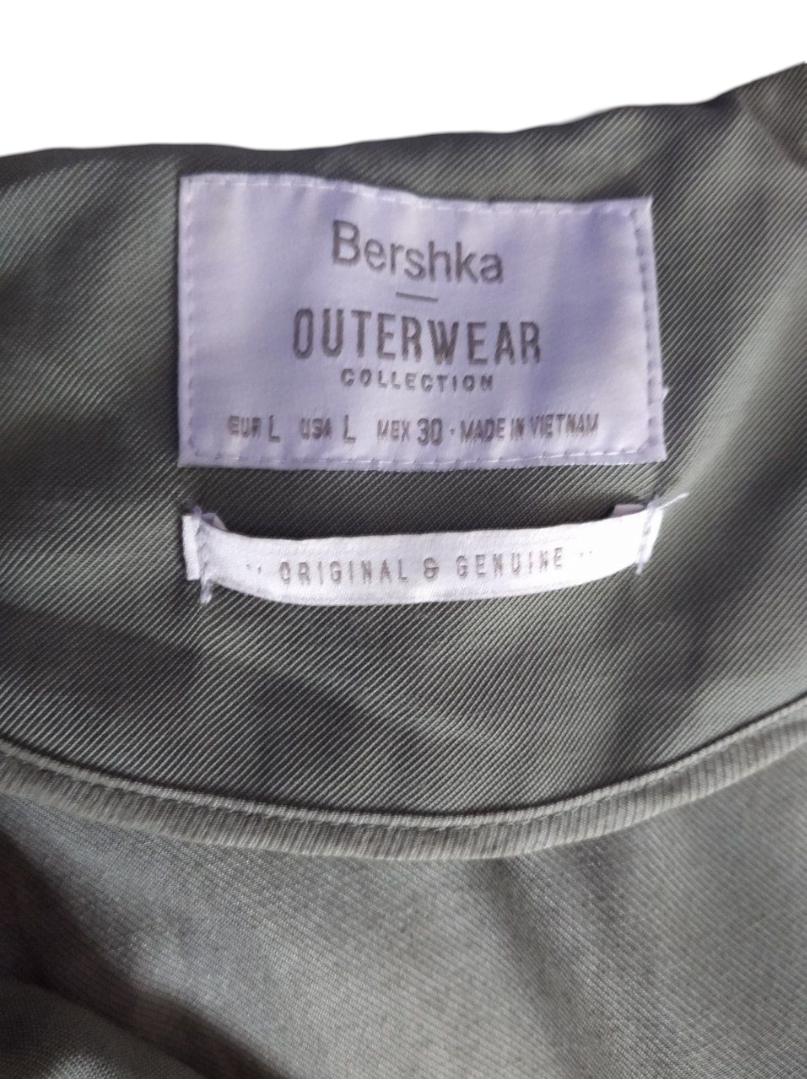 Bershka
OUTERWEAR
COLLECTION
EUR L USA L MEX 30 · MADE IN VIETNAM
·· ORIGINAL & GENUINE ··